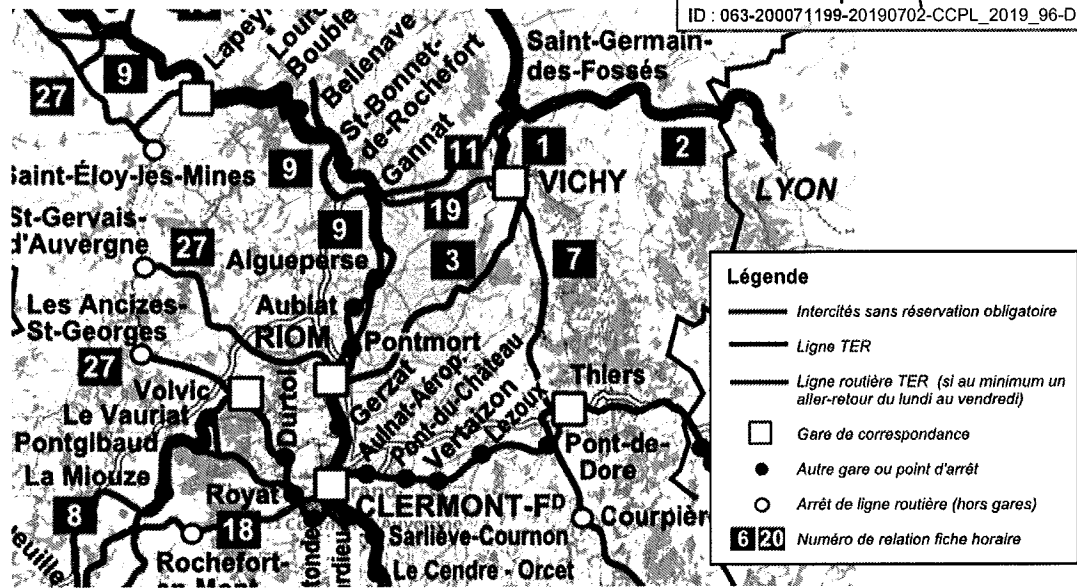 ID : 063-200071199-20190702-CCPL_2019_96-D
Bouble
Bellenave
St-Bonnet-
de-Rochefort
Gannat
Saint-Germain-
des-Fossés
27
9
9
11
1
2
Saint-Éloy-les-Mines
VICHY
LYON
19
St-Gervais-
d'Auvergne
27
9
3
7
Aigueperse
Les Ancizes-
St-Georges
Aubiat
RIOM
Pontmort
27
Volvic
Le Vauriat
Pontgibaud
La Miouze
Durtol
Gerzat
Aulnat-Aérop.
Pont-du-Château
Vertaizon
Lezoux
Thiers
Pont-de-
Dore
Royat
CLERMONT-FD
8
18
Sarliève-Cournon
Courpièr
Rochefort-
Le Cendre - Orcet
Légende
Intercités sans réservation obligatoire
Ligne TER
Ligne routière TER (si au minimum un
aller-retour du lundi au vendredi)
Gare de correspondance
Autre gare ou point d'arrêt
Arrêt de ligne routière (hors gares)
6 20 Numéro de relation fiche horaire